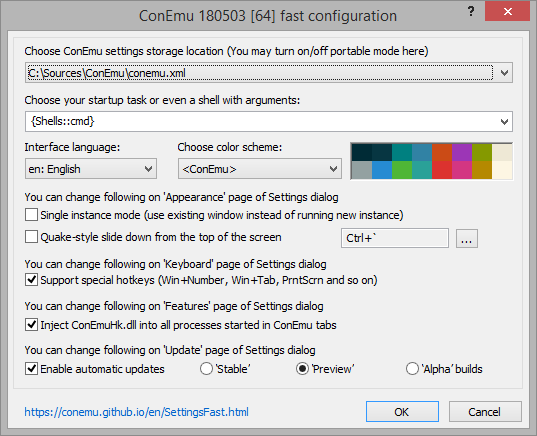 ConEmu 180503 [64] fast configuration
?
Choose ConEmu settings storage location (You may turn on/off portable mode here)
C:\Sources\ConEmu\conemu.xml
Choose your startup task or even a shell with arguments:
{Shells::cmd}
Interface language: Choose color scheme:
en: English <ConEmu>
You can change following on 'Appearance' page of Settings dialog
Single instance mode (use existing window instead of running new instance)
Quake-style slide down from the top of the screen Ctrl+` ...
You can change following on 'Keyboard' page of Settings dialog
Support special hotkeys (Win+Number, Win+Tab, PrntScrn and so on)
You can change following on 'Features' page of Settings dialog
Inject ConEmuHk.dll into all processes started in ConEmu tabs
You can change following on 'Update' page of Settings dialog
Enable automatic updates ‘Stable’ ‘Preview’ ‘Alpha’ builds
https://conemu.github.io/en/SettingsFast.html OK Cancel